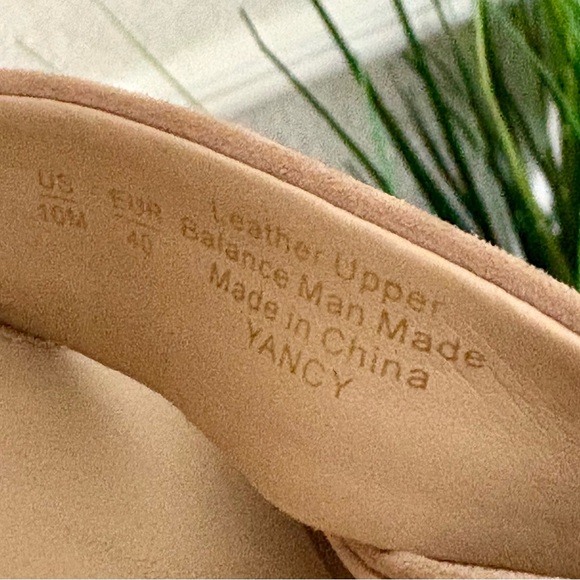 US EUR
10M 40
Leather Upper
Balance Man Made
Made in China
YANCY